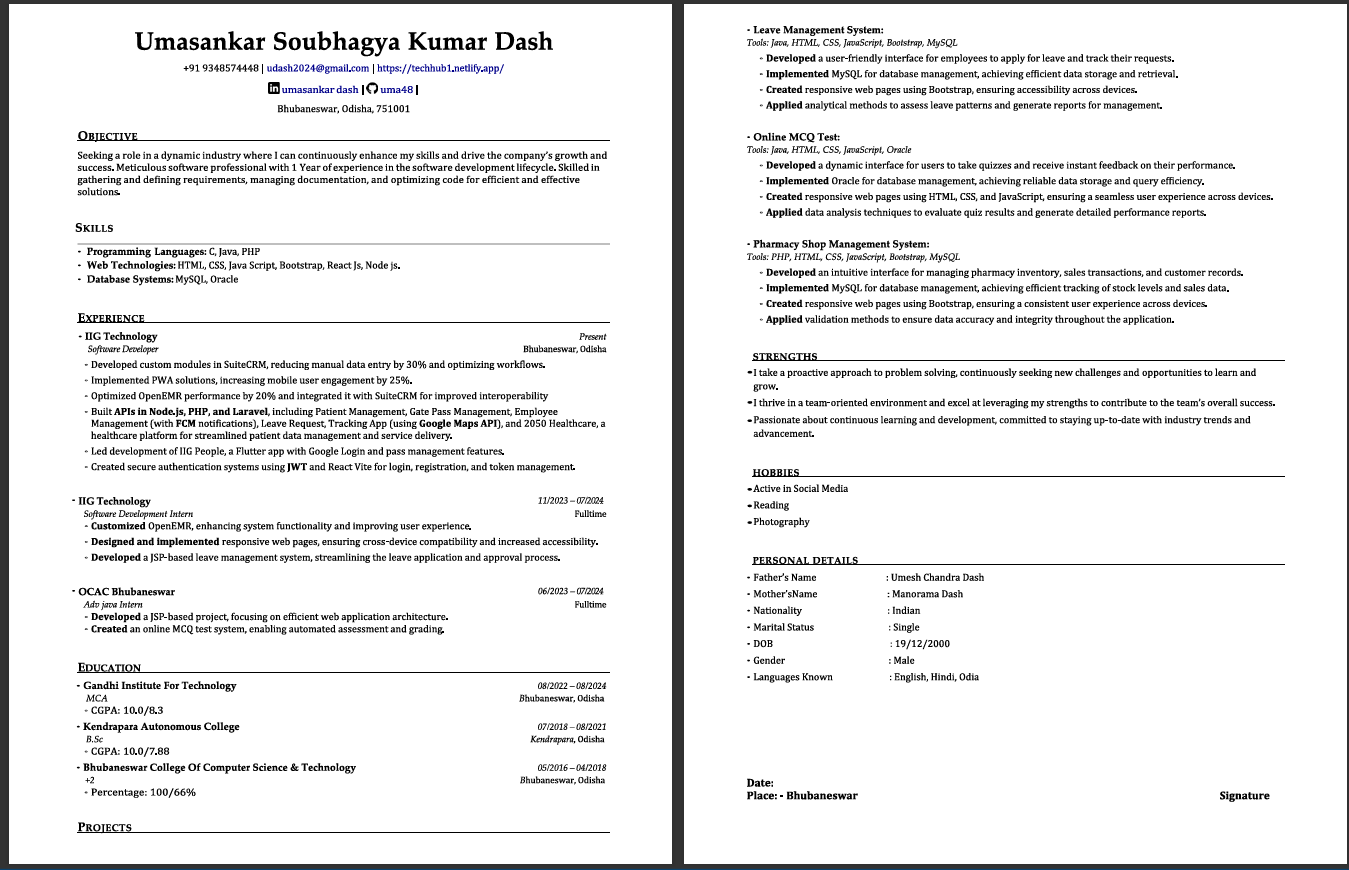 Umasankar Soubhagya Kumar Dash
+91 9348574448 | udash2024@gmail.com | https://techhub1.netlify.app/
umasankar dash | uma48 |
Bhubaneswar, Odisha, 751001
OBJECTIVE
Seeking a role in a dynamic industry where I can continuously enhance my skills and drive the company's growth and
success. Meticulous software professional with 1 Year of experience in the software development lifecycle. Skilled in
gathering and defining requirements, managing documentation, and optimizing code for efficient and effective
solutions.
SKILLS
- Programming Languages: C, Java, PHP
- Web Technologies: HTML, CSS, Java Script, Bootstrap, React Js, Node js.
- Database Systems: MySQL, Oracle
EXPERIENCE
- IIG Technology Present
Software Developer Bhubaneswar, Odisha
- Developed custom modules in SuiteCRM, reducing manual data entry by 30% and optimizing workflows.
- Implemented PWA solutions, increasing mobile user engagement by 25%.
- Optimized OpenEMR performance by 20% and integrated it with SuiteCRM for improved interoperability
- Built APIs in Node.js, PHP, and Laravel, including Patient Management, Gate Pass Management, Employee
Management (with FCM notifications), Leave Request, Tracking App (using Google Maps API), and 2050 Healthcare, a
healthcare platform for streamlined patient data management and service delivery.
- Led development of IIG People, a Flutter app with Google Login and pass management features.
- Created secure authentication systems using JWT and React Vite for login, registration, and token management.
- IIG Technology 11/2023 – 07/2024
Software Development Intern Fulltime
- Customized OpenEMR, enhancing system functionality and improving user experience.
- Designed and implemented responsive web pages, ensuring cross-device compatibility and increased accessibility.
- Developed a JSP-based leave management system, streamlining the leave application and approval process.
- OCAC Bhubaneswar 06/2023 – 07/2024
Adv java Intern Fulltime
- Developed a JSP-based project, focusing on efficient web application architecture.
- Created an online MCQ test system, enabling automated assessment and grading.
EDUCATION
- Gandhi Institute For Technology 08/2022 – 08/2024
MCA Bhubaneswar, Odisha
- CGPA: 10.0/8.3
- Kendrapara Autonomous College 07/2018 – 08/2021
B.Sc Kendrapara, Odisha
- CGPA: 10.0/7.88
- Bhubaneswar College Of Computer Science & Technology 05/2016 – 04/2018
+2 Bhubaneswar, Odisha
- Percentage: 100/66%
PROJECTS
- Leave Management System:
Tools: Java, HTML, CSS, JavaScript, Bootstrap, MySQL
- Developed a user-friendly interface for employees to apply for leave and track their requests.
- Implemented MySQL for database management, achieving efficient data storage and retrieval.
- Created responsive web pages using Bootstrap, ensuring accessibility across devices.
- Applied analytical methods to assess leave patterns and generate reports for management.
- Online MCQ Test:
Tools: Java, HTML, CSS, JavaScript, Oracle
- Developed a dynamic interface for users to take quizzes and receive instant feedback on their performance.
- Implemented Oracle for database management, achieving reliable data storage and query efficiency.
- Created responsive web pages using HTML, CSS, and JavaScript, ensuring a seamless user experience across devices.
- Applied data analysis techniques to evaluate quiz results and generate detailed performance reports.
- Pharmacy Shop Management System:
Tools: PHP, HTML, CSS, JavaScript, Bootstrap, MySQL
- Developed an intuitive interface for managing pharmacy inventory, sales transactions, and customer records.
- Implemented MySQL for database management, achieving efficient tracking of stock levels and sales data.
- Created responsive web pages using Bootstrap, ensuring a consistent user experience across devices.
- Applied validation methods to ensure data accuracy and integrity throughout the application.
STRENGTHS
• I take a proactive approach to problem solving, continuously seeking new challenges and opportunities to learn and
grow.
• I thrive in a team-oriented environment and excel at leveraging my strengths to contribute to the team's overall success.
• Passionate about continuous learning and development, committed to staying up-to-date with industry trends and
advancement.
HOBBIES
• Active in Social Media
• Reading
• Photography
PERSONAL DETAILS
- Father's Name : Umesh Chandra Dash
- Mother'sName : Manorama Dash
- Nationality : Indian
- Marital Status : Single
- DOB : 19/12/2000
- Gender : Male
- Languages Known : English, Hindi, Odia
Date:
Place: - Bhubaneswar Signature